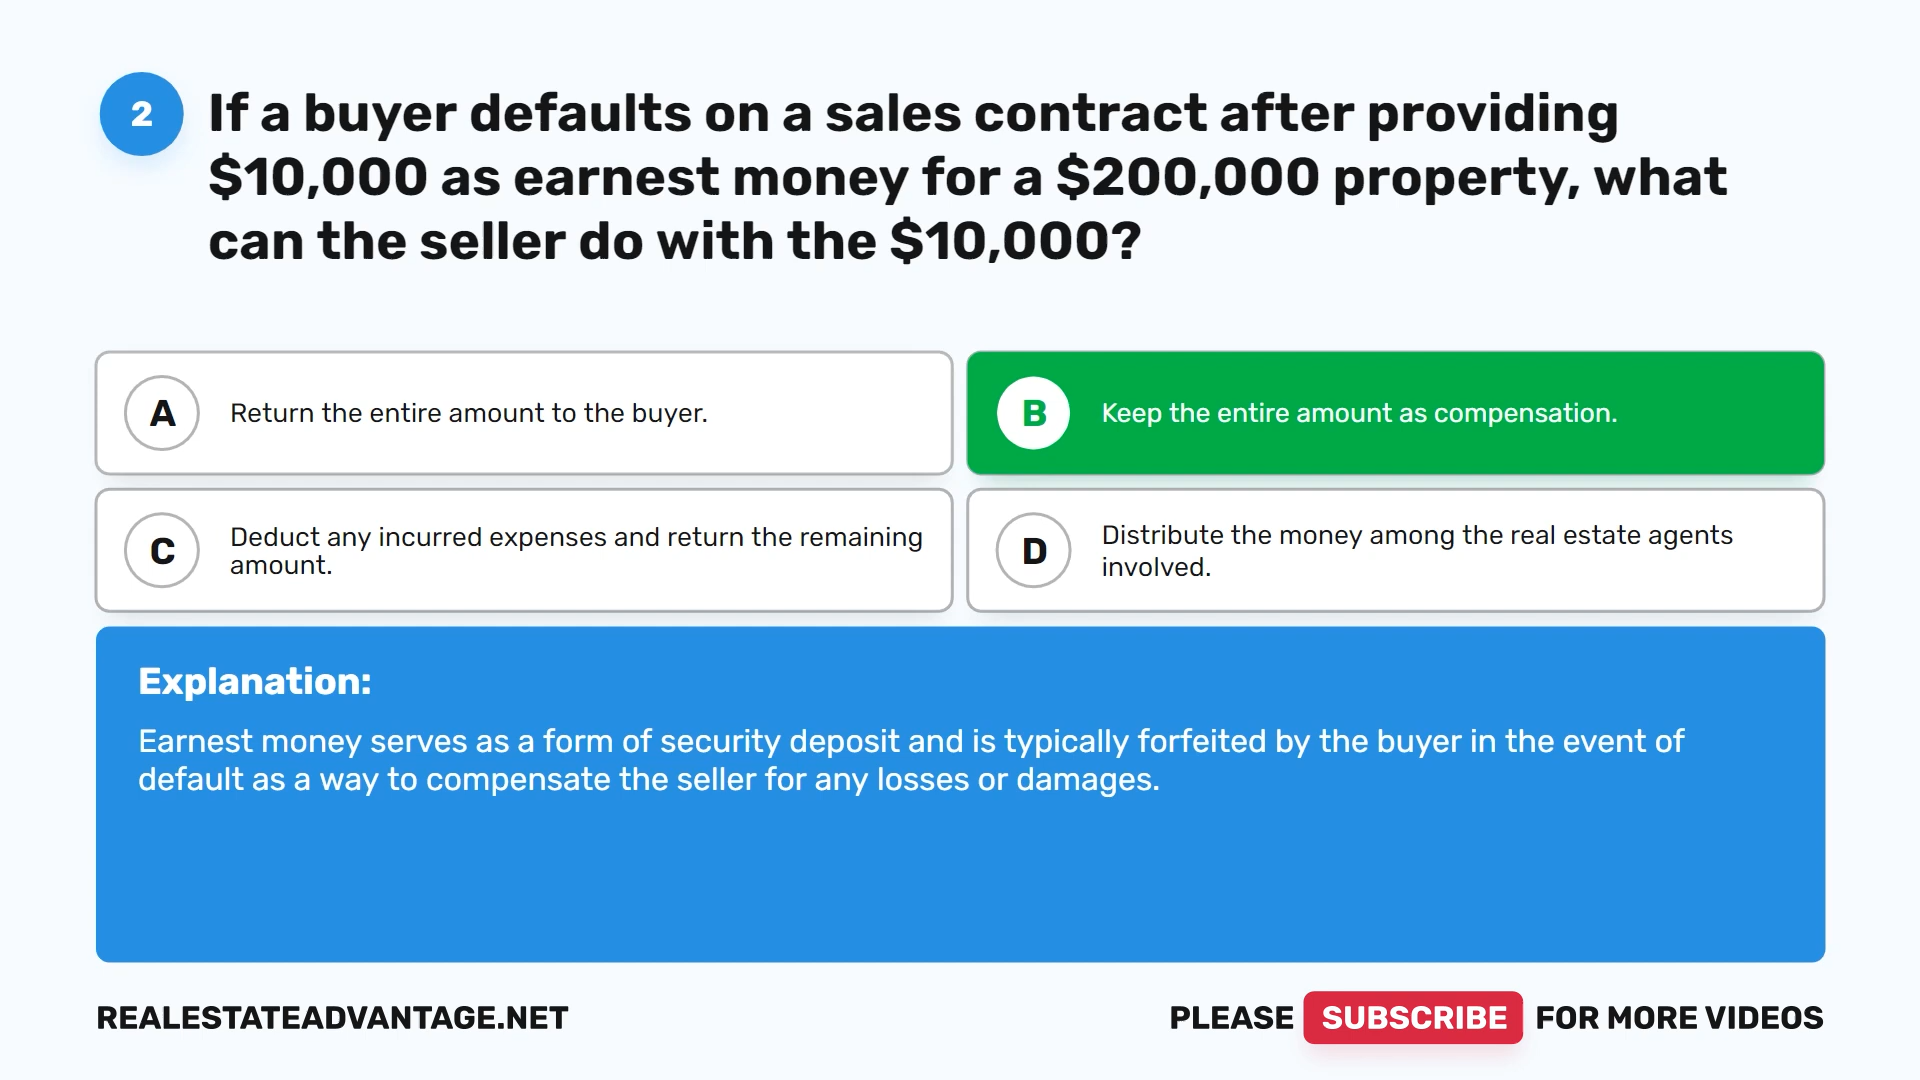 2
If a buyer defaults on a sales contract after providing
$10,000 as earnest money for a $200,000 property, what
can the seller do with the $10,000?
A
Return the entire amount to the buyer.
B
Keep the entire amount as compensation.
C
Deduct any incurred expenses and return the remaining
amount.
D
Distribute the money among the real estate agents
involved.
Explanation:
Earnest money serves as a form of security deposit and is typically forfeited by the buyer in the event of
default as a way to compensate the seller for any losses or damages.
REALESTATEADVANTAGE.NET
PLEASE SUBSCRIBE FOR MORE VIDEOS